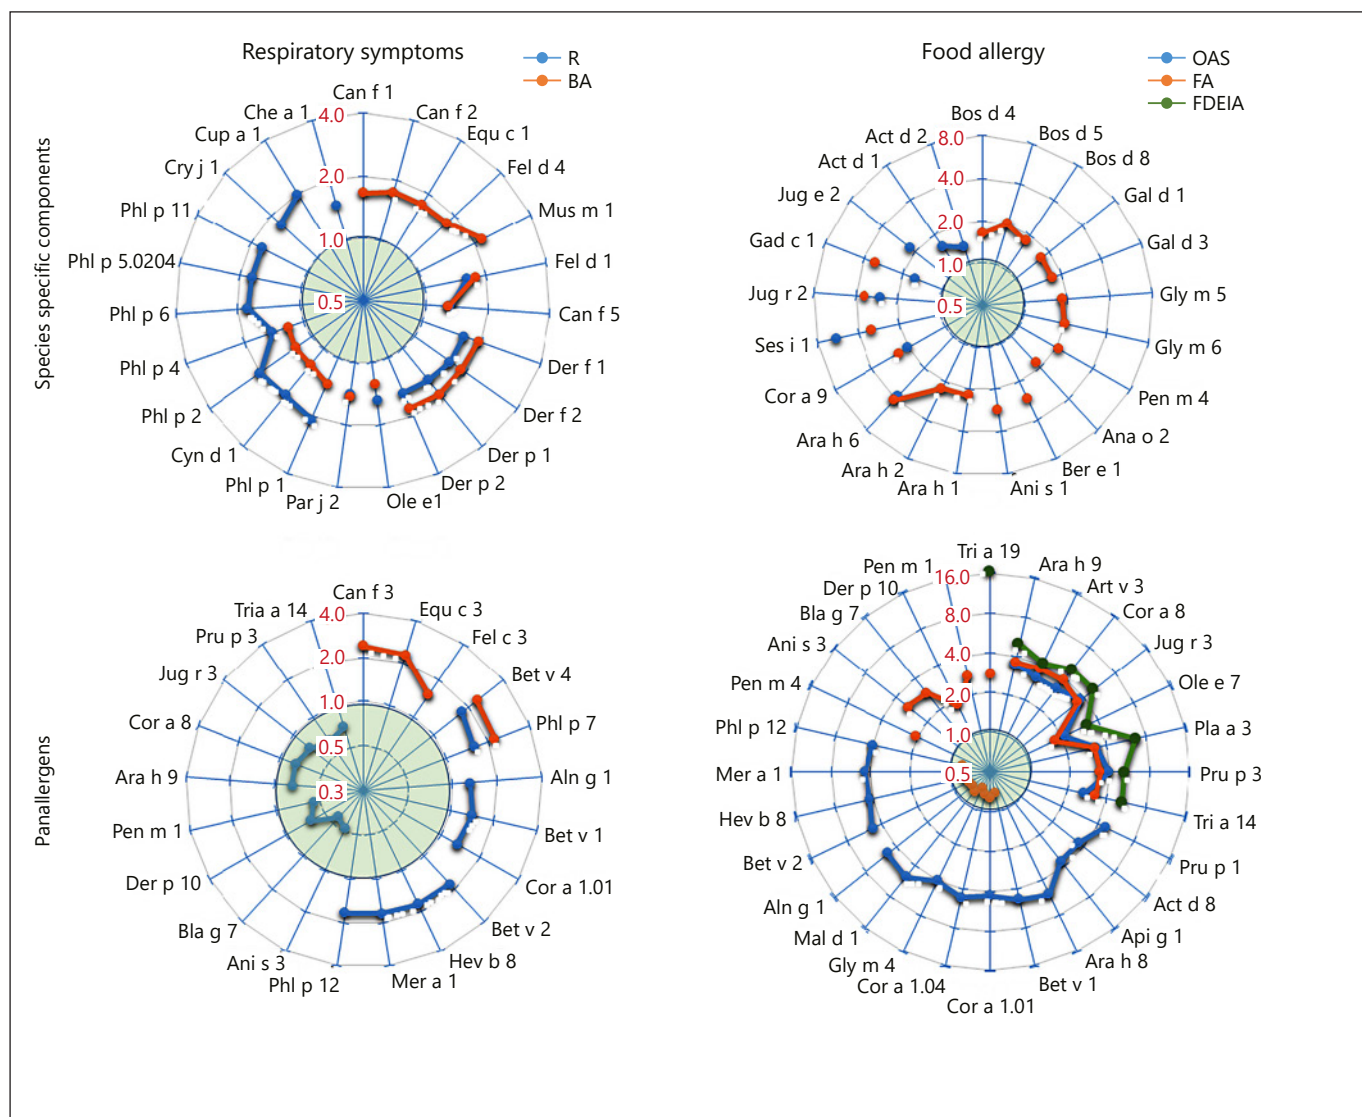 Respiratory symptoms
R
BA
Food allergy
OAS
FA
FDEIA
Species specific components
Can f 1
Can f 2
Equ c 1
Fel d 4
Mus m 1
Fel d 1
Can f 5
Der f 1
Der f 2
Der p 1
Der p 2
Ole e1
Par j 2
Phl p 1
Cyn d 1
Phl p 2
Phl p 4
Phl p 6
Phl p 5.0204
Phl p 11
Cry j 1
Cup a 1
Che a 1
4.0
2.0
1.0
0.5
Bos d 4
Bos d 5
Bos d 8
Gal d 1
Gal d 3
Gly m 5
Gly m 6
Pen m 4
Ana o 2
Ber e 1
Ani s 1
Ara h 1
Ara h 2
Ara h 6
Cor a 9
Ses i 1
Jug r 2
Gad c 1
Jug e 2
Act d 1
Act d 2
8.0
4.0
2.0
1.0
0.5
Panallergens
Can f 3
Equ c 3
Fel c 3
Bet v 4
Phl p 7
Aln g 1
Bet v 1
Cor a 1.01
Bet v 2
Hev b 8
Mer a 1
Phl p 12
Ani s 3
Bla g 7
Der p 10
Pen m 1
Ara h 9
Cor a 8
Jug r 3
Pru p 3
Tria a 14
4.0
2.0
1.0
0.5
0.3
Tri a 19
Ara h 9
Art v 3
Cor a 8
Jug r 3
Ole e 7
Pla a 3
Pru p 3
Tri a 14
Pru p 1
Act d 8
Api g 1
Ara h 8
Bet v 1
Cor a 1.01
Cor a 1.04
Gly m 4
Mal d 1
Aln g 1
Bet v 2
Hev b 8
Mer a 1
Phl p 12
Pen m 4
Ani s 3
Bla g 7
Der p 10
Pen m 1
16.0
8.0
4.0
2.0
1.0
0.5